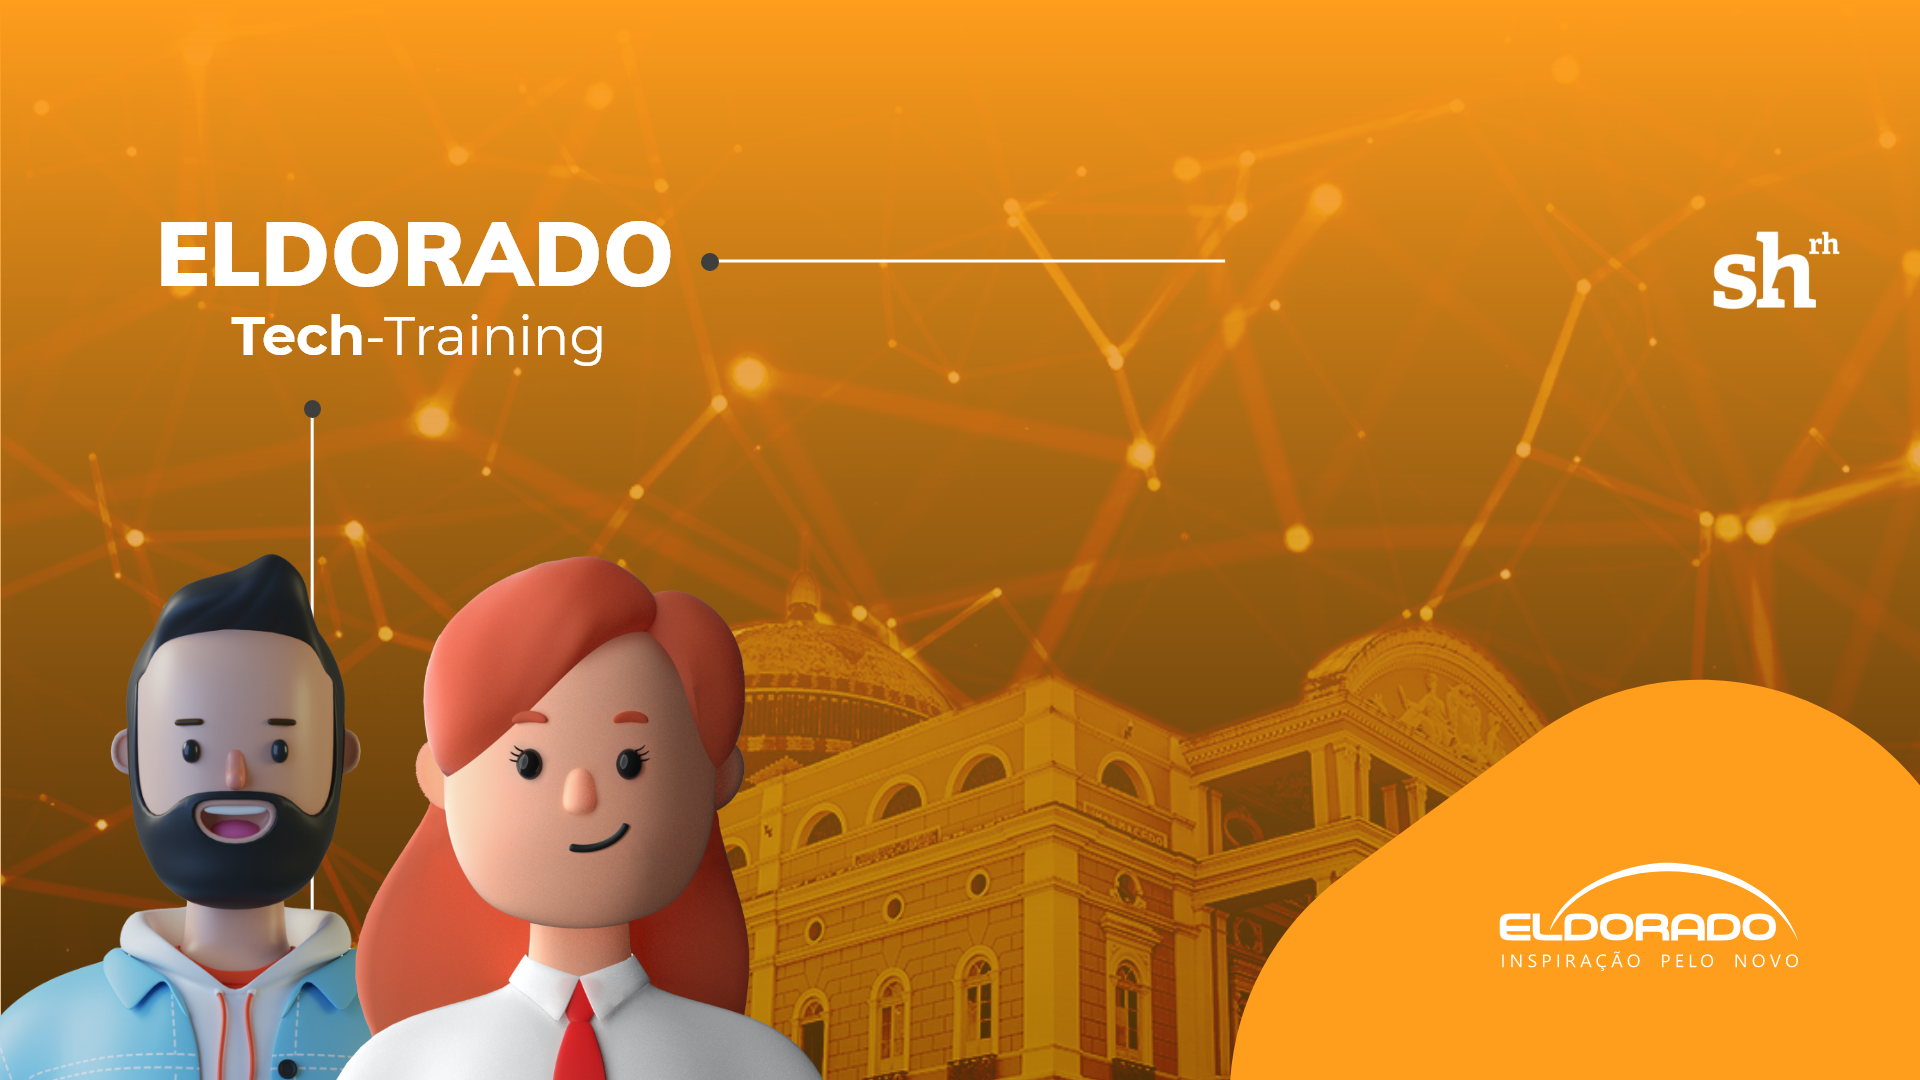 ELDORADO
Tech-Training
sh rh
ELDORADO
INSPIRAÇÃO PELO NOVO